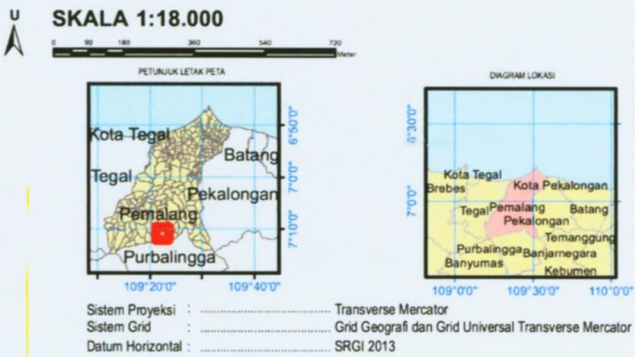 U
SKALA 1:18.000
0 90 180 360 540 720
Meter
PETUNJUK LETAK PETA
Kota Tegal
Batang
Tegal
Pekalongan
Pemalang
Purbalingga
6°50'0"
7°0'0"
7°10'0"
109°20'0" 109°40'0"
DIAGRAM LOKASI
6°30'0"
7°0'0"
Kota Tegal
Brebes
Kota Pekalongan
Tegal Pemalang Batang
Pekalongan
Temanggung
Purbalingga Banjarnegara
Banyumas
Kebumen
109°0'0" 109°30'0" 110°0'0"
Sistem Proyeksi : ................................ Transverse Mercator
Sistem Grid : ................................ Grid Geografi dan Grid Universal Transverse Mercator
Datum Horizontal : ................................ SRGI 2013